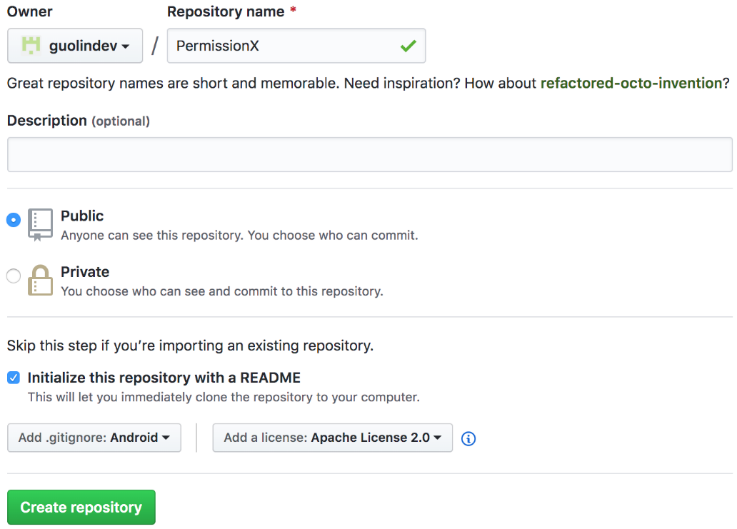 Owner
Repository name *
guolindev / PermissionX
Great repository names are short and memorable. Need inspiration? How about refactored-octo-invention?
Description (optional)
Public
Anyone can see this repository. You choose who can commit.
Private
You choose who can see and commit to this repository.
Skip this step if you’re importing an existing repository.
Initialize this repository with a README
This will let you immediately clone the repository to your computer.
Add .gitignore: Android Add a license: Apache License 2.0
Create repository